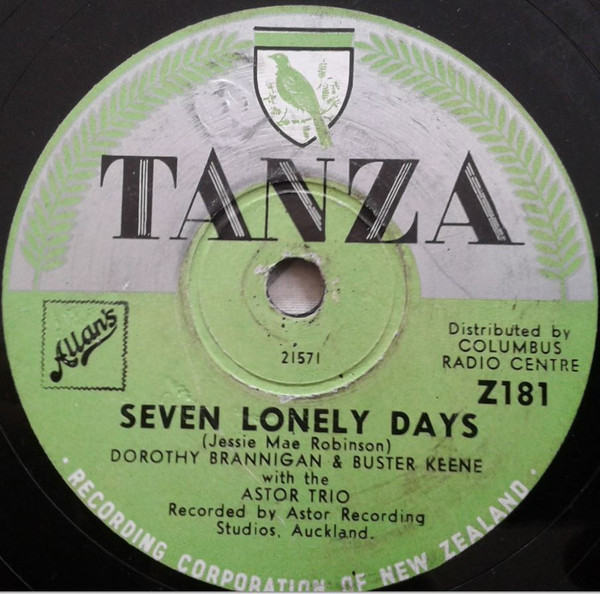 TANZA
Allan's
21571
Distributed by
COLUMBUS
RADIO CENTRE
Z181
SEVEN LONELY DAYS
(Jessie Mae Robinson)
DOROTHY BRANNIGAN & BUSTER KEENE
with the
ASTOR TRIO
Recorded by Astor Recording
Studios, Auckland.
· RECORDING CORPORATION OF NEW ZEALAND ·